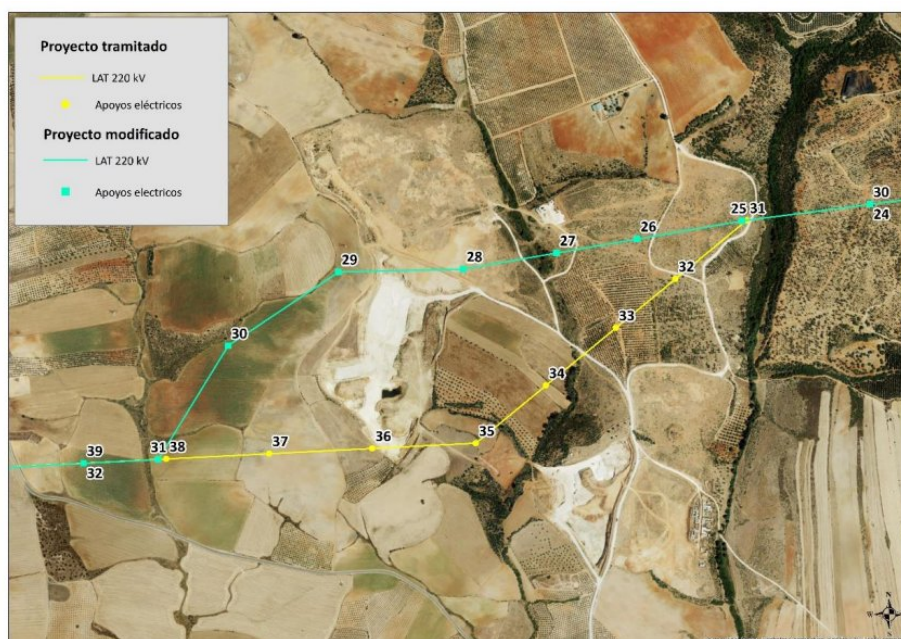 Proyecto tramitado
LAT 220 kV
Apoyos eléctricos
Proyecto modificado
LAT 220 kV
Apoyos electricos
30
24
25 31
26
27
28
29
32
33
30
34
35
36
37
31 38
39
32
N
W E
S